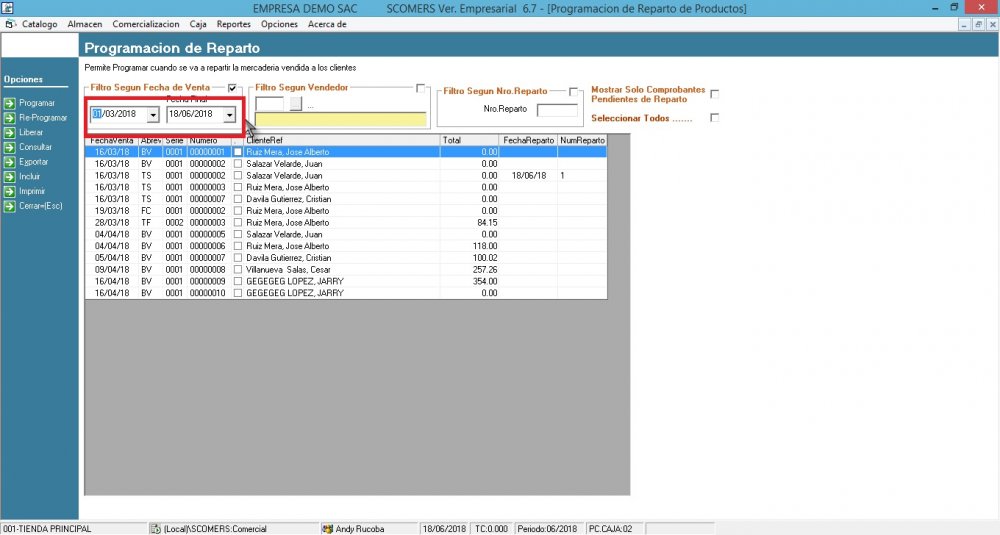 EMPRESA DEMO SAC SCOMERS Ver. Empresarial 6.7 - [Programacion de Reparto de Productos]
Catalogo Almacen Comercializacion Caja Reportes Opciones Acerca de
Programacion de Reparto
Permite Programar cuando se va a repartir la mercaderia vendida a los clientes
Opciones
Programar
Re-Programar
Liberar
Consultar
Exportar
Incluir
Imprimir
Cerrar=(Esc)
Filtro Segun Fecha de Venta
Fecha Final
01/03/2018 18/06/2018
Filtro Segun Vendedor
...
Filtro Segun Nro.Reparto
Nro.Reparto
Mostrar Solo Comprobantes
Pendientes de Reparto
Seleccionar Todos .......
FechaVenta Abrev Serie Numero ClienteRef Total FechaReparto NumReparto
16/03/18 BV 0001 00000001 Ruiz Mera, Jose Alberto 0.00
16/03/18 BV 0001 00000002 Salazar Velarde, Juan 0.00
16/03/18 TS 0001 00000002 Salazar Velarde, Juan 0.00 18/06/18 1
16/03/18 TS 0001 00000003 Ruiz Mera, Jose Alberto 0.00
16/03/18 TS 0001 00000007 Davila Gutierrez, Cristian 0.00
19/03/18 FC 0001 00000002 Ruiz Mera, Jose Alberto 0.00
28/03/18 TF 0002 00000003 Ruiz Mera, Jose Alberto 84.15
04/04/18 BV 0001 00000005 Salazar Velarde, Juan 0.00
04/04/18 BV 0001 00000006 Ruiz Mera, Jose Alberto 118.00
05/04/18 BV 0001 00000007 Davila Gutierrez, Cristian 100.02
09/04/18 BV 0001 00000008 Villanueva Salas, Cesar 257.26
16/04/18 BV 0001 00000009 GEGEGEG LOPEZ, JARRY 354.00
16/04/18 BV 0001 00000010 GEGEGEG LOPEZ, JARRY 0.00
001-TIENDA PRINCIPAL (Local)\SCOMERS:Comercial Andy Rucoba 18/06/2018 TC:0.000 Periodo:06/2018 PC.CAJA:02